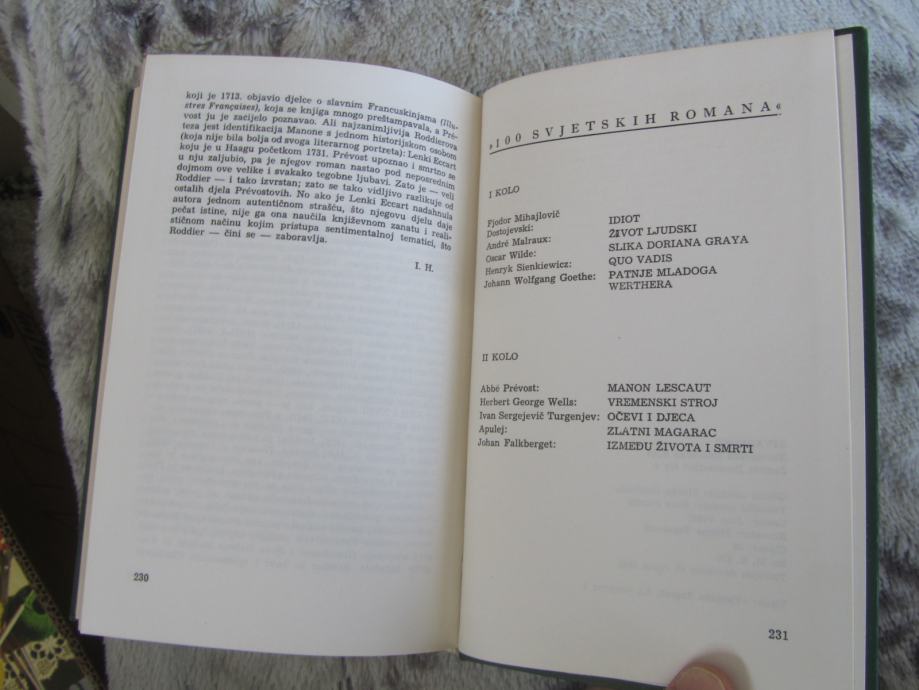 koji je 1713. objavio djelce o slavnim Francuskinjama (Illu-
stres Françaises), koja se knjiga mnogo preštampavala, a Pré-
vost ju je zacijelo poznavao. Ali najzanimljivija Roddierova
teza jest identifikacija Manone s jednom historijskom osobom
(koja nije bila bolja od svoga literarnog portreta): Lenki Eccart
koju je u Haagu početkom 1731. Prévost upoznao i smrtno se
u nju zaljubio, pa je njegov roman nastao pod neposrednim
dojmom ove velike i svakako tegobne ljubavi. Zato je — veli
Roddier — i tako izvrstan; zato se tako vidljivo razlikuje od
ostalih djela Prévostovih. No ako je Lenki Eccart nadahnula
autora jednom autentičnom strašću, što njegovu djelu daje
pečat istine, nije ga ona naučila književnom zanatu i reali-
stičnom načinu kojim pristupa sentimentalnoj tematici, što
Roddier — čini se — zaboravlja.
I. H.
230
»100 SVJETSKIH ROMANA«
I KOLO
Fjodor Mihajlovič
Dostojevski: IDIOT
André Malraux: ŽIVOT LJUDSKI
Oscar Wilde: SLIKA DORIANA GRAYA
Henryk Sienkiewicz: QUO VADIS
Johann Wolfgang Goethe: PATNJE MLADOGA
WERTHERA
II KOLO
Abbé Prévost: MANON LESCAUT
Herbert George Wells: VREMENSKI STROJ
Ivan Sergejevič Turgenjev: OČEVI I DJECA
Apulej: ZLATNI MAGARAC
Johan Falkberget: IZMEĐU ŽIVOTA I SMRTI
231